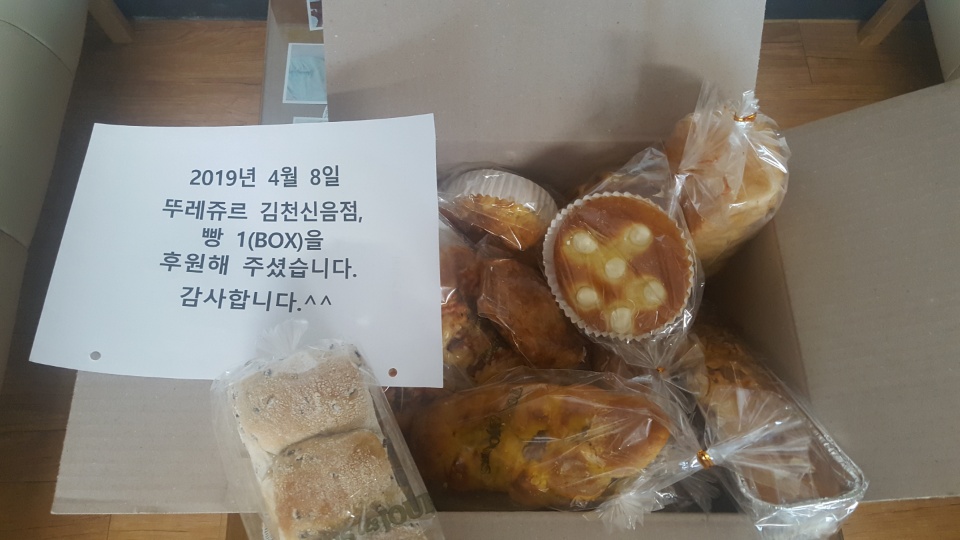 2019년 4월 8일
뚜레쥬르 김천신음점,
빵 1(BOX)을
후원해 주셨습니다.
감사합니다.^^